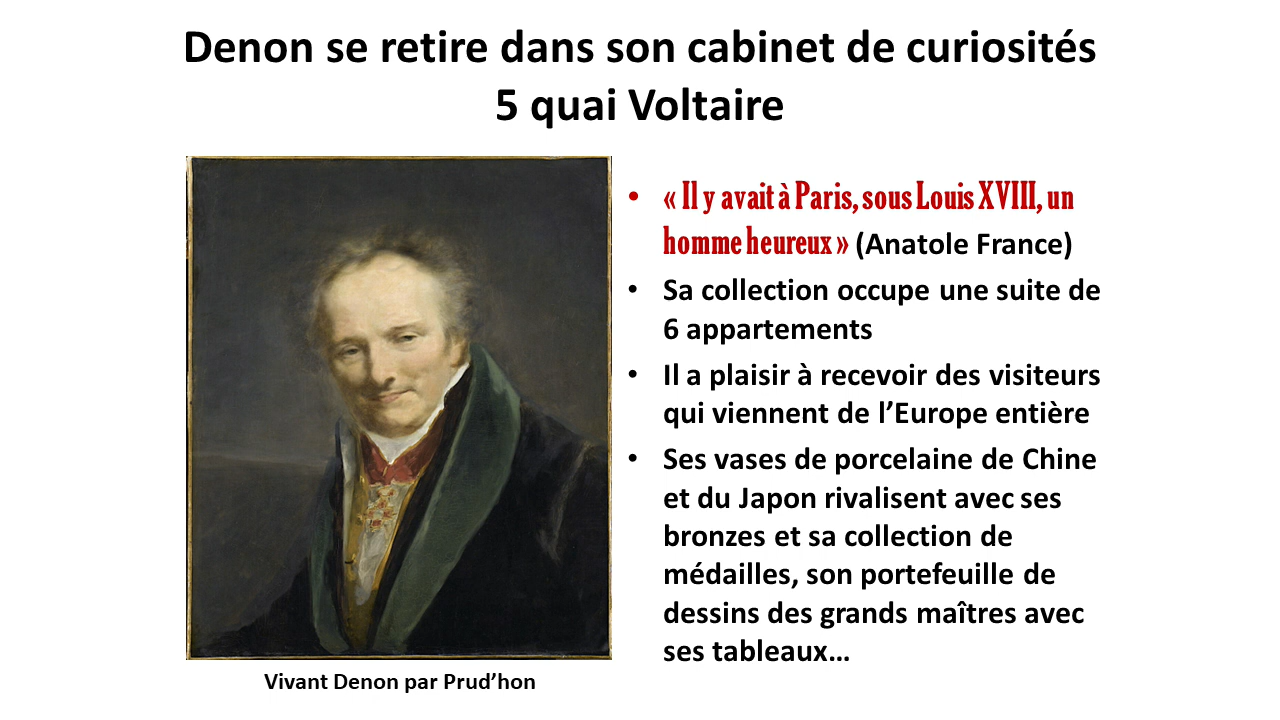 Denon se retire dans son cabinet de curiosités
5 quai Voltaire
• « Il y avait à Paris, sous Louis XVIII, un
homme heureux » (Anatole France)
• Sa collection occupe une suite de
6 appartements
• Il a plaisir à recevoir des visiteurs
qui viennent de l’Europe entière
• Ses vases de porcelaine de Chine
et du Japon rivalisent avec ses
bronzes et sa collection de
médailles, son portefeuille de
dessins des grands maîtres avec
ses tableaux…
Vivant Denon par Prud’hon